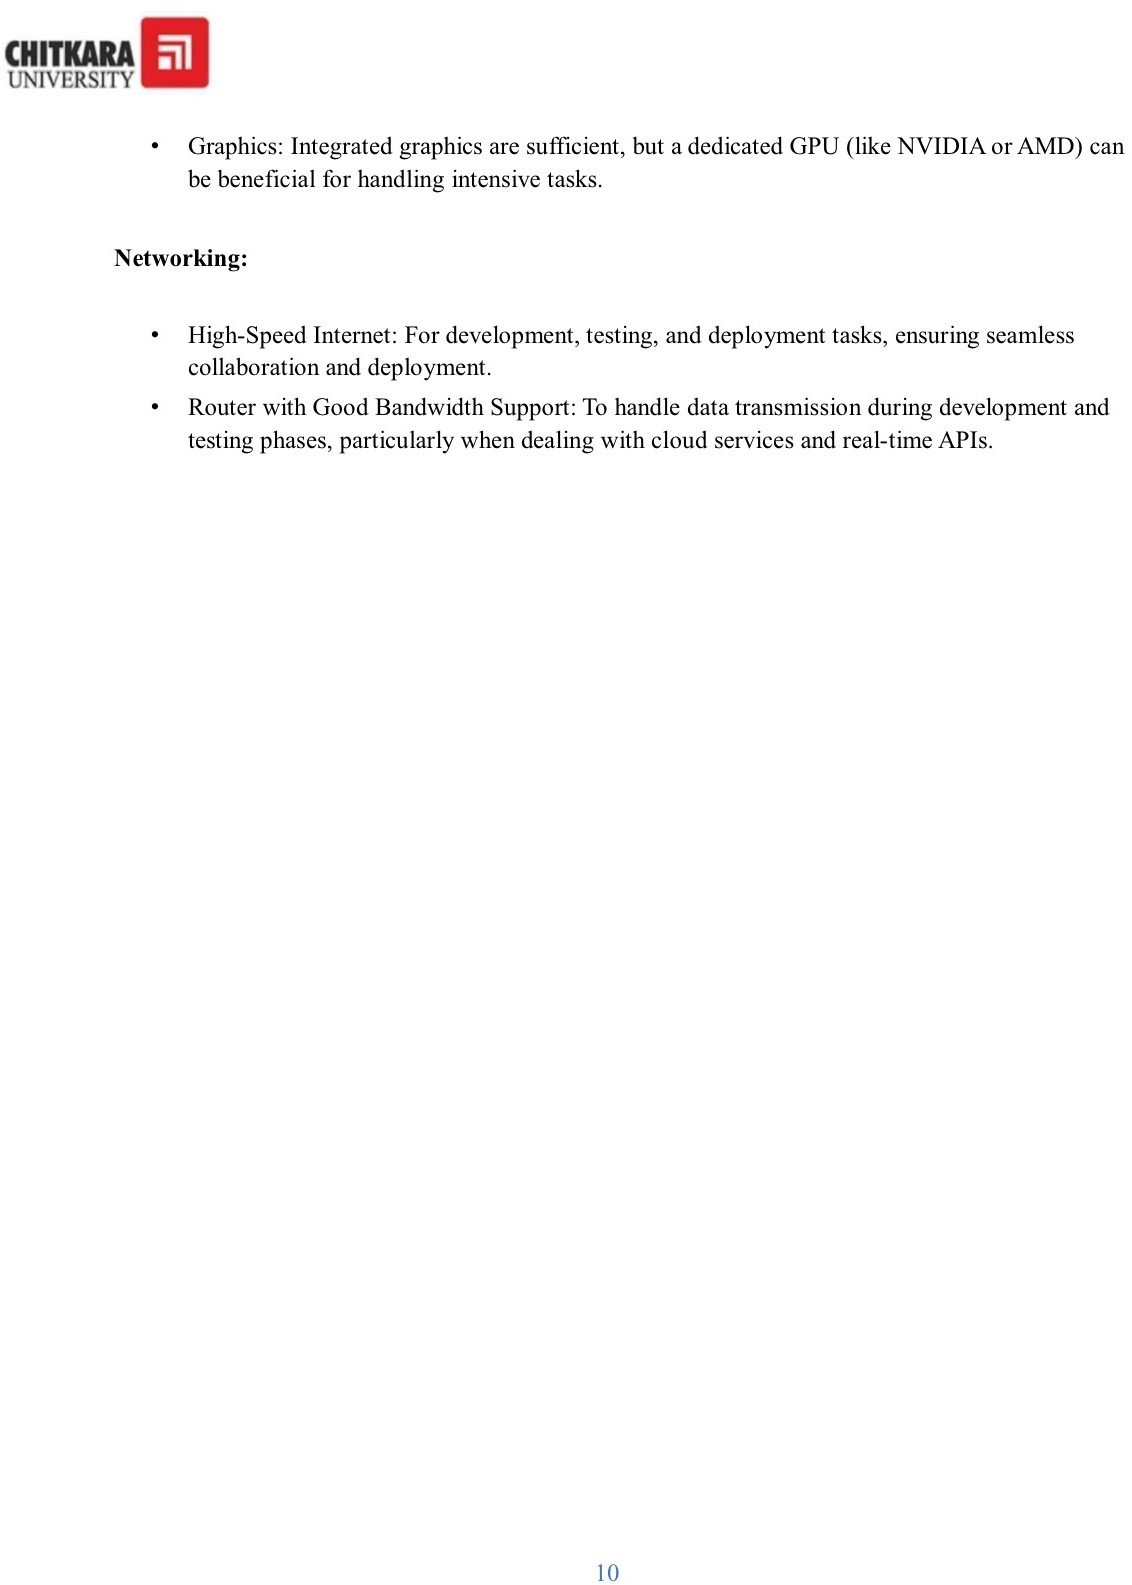 CHITKARA
UNIVERSITY
• Graphics: Integrated graphics are sufficient, but a dedicated GPU (like NVIDIA or AMD) can
be beneficial for handling intensive tasks.
Networking:
• High-Speed Internet: For development, testing, and deployment tasks, ensuring seamless
collaboration and deployment.
• Router with Good Bandwidth Support: To handle data transmission during development and
testing phases, particularly when dealing with cloud services and real-time APIs.
10